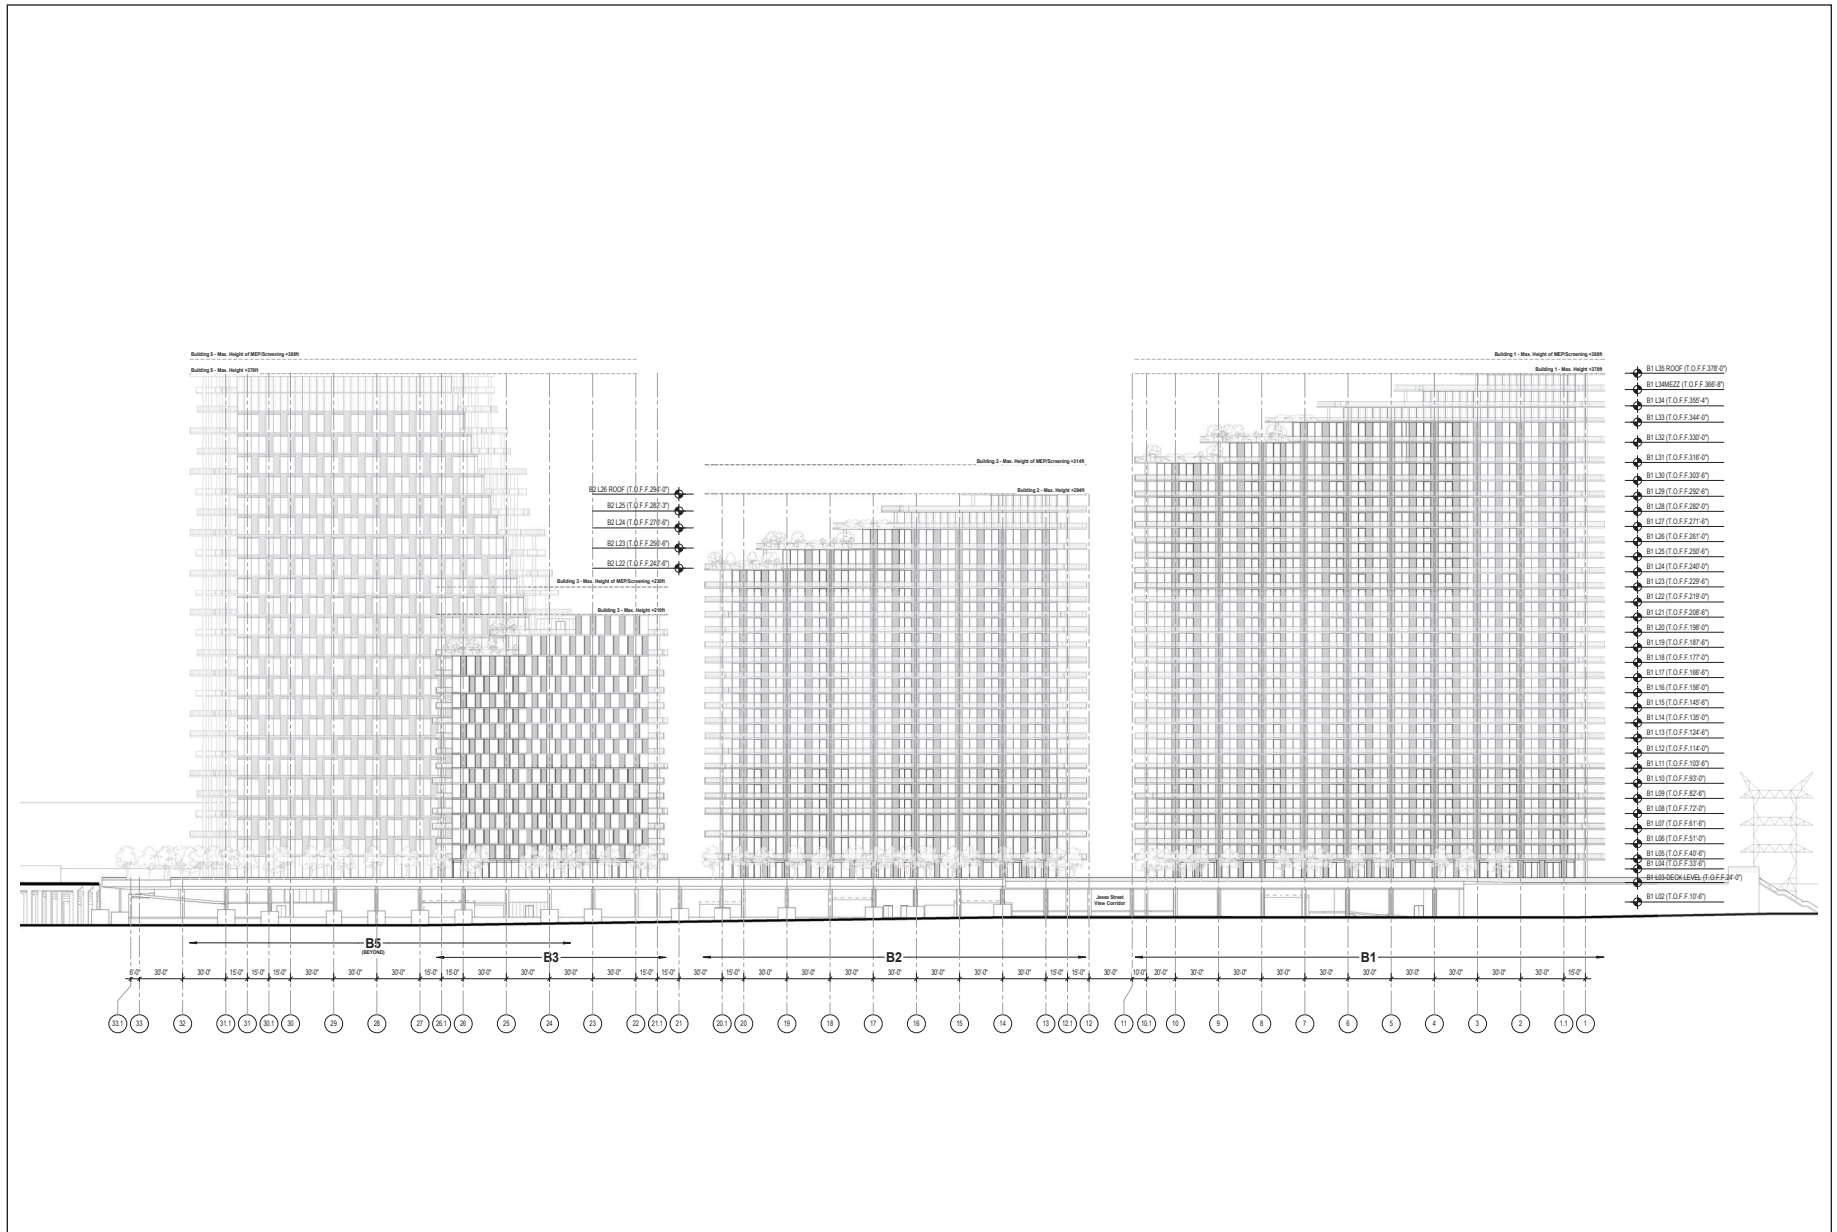 Building 5 - Max. Height of MEP/Screening +388ft
Building 5 - Max. Height +378ft
Building 1 - Max. Height of MEP/Screening +388ft
Building 1 - Max. Height +378ft
Building 2 - Max. Height of MEP/Screening +314ft
Building 2 - Max. Height +294ft
Building 3 - Max. Height of MEP/Screening +230ft
Building 3 - Max. Height +210ft
B2 L26 ROOF (T.O.F.F.294'-0")
B2 L25 (T.O.F.F.282'-3")
B2 L24 (T.O.F.F.270'-6")
B2 L23 (T.O.F.F.256'-6")
B2 L22 (T.O.F.F.242'-6")
B1 L35 ROOF (T.O.F.F.378'-0")
B1 L34MEZZ (T.O.F.F.366'-8")
B1 L34 (T.O.F.F.355'-4")
B1 L33 (T.O.F.F.344'-0")
B1 L32 (T.O.F.F.330'-0")
B1 L31 (T.O.F.F.316'-0")
B1 L30 (T.O.F.F.303'-6")
B1 L29 (T.O.F.F.292'-6")
B1 L28 (T.O.F.F.282'-0")
B1 L27 (T.O.F.F.271'-6")
B1 L26 (T.O.F.F.261'-0")
B1 L25 (T.O.F.F.250'-6")
B1 L24 (T.O.F.F.240'-0")
B1 L23 (T.O.F.F.229'-6")
B1 L22 (T.O.F.F.219'-0")
B1 L21 (T.O.F.F.208'-6")
B1 L20 (T.O.F.F.198'-0")
B1 L19 (T.O.F.F.187'-6")
B1 L18 (T.O.F.F.177'-0")
B1 L17 (T.O.F.F.166'-6")
B1 L16 (T.O.F.F.156'-0")
B1 L15 (T.O.F.F.145'-6")
B1 L14 (T.O.F.F.135'-0")
B1 L13 (T.O.F.F.124'-6")
B1 L12 (T.O.F.F.114'-0")
B1 L11 (T.O.F.F.103'-6")
B1 L10 (T.O.F.F.93'-0")
B1 L09 (T.O.F.F.82'-6")
B1 L08 (T.O.F.F.72'-0")
B1 L07 (T.O.F.F.61'-6")
B1 L06 (T.O.F.F.51'-0")
B1 L05 (T.O.F.F.40'-6")
B1 L04 (T.O.F.F.33'-6")
B1 L03-DECK LEVEL (T.O.F.F.24'-0")
B1 L02 (T.O.F.F.10'-6")
Jesse Street
View Corridor
B5
(BEYOND)
B3 B2 B1
6'-0" 30'-0" 30'-0" 15'-0" 15'-0" 15'-0" 30'-0" 30'-0" 30'-0" 15'-0" 15'-0" 30'-0" 30'-0" 30'-0" 30'-0" 15'-0" 15'-0" 30'-0" 15'-0" 30'-0" 30'-0" 30'-0" 30'-0" 30'-0" 30'-0" 30'-0" 15'-0" 15'-0" 30'-0" 10'-0" 20'-0" 30'-0" 30'-0" 30'-0" 30'-0" 30'-0" 30'-0" 30'-0" 30'-0" 30'-0" 15'-0"
33.1 33 32 31.1 31 30.1 30 29 28 27 26.1 26 25 24 23 22 21.1 21 20.1 20 19 18 17 16 15 14 13 12.1 12 11 10.1 10 9 8 7 6 5 4 3 2 1.1 1